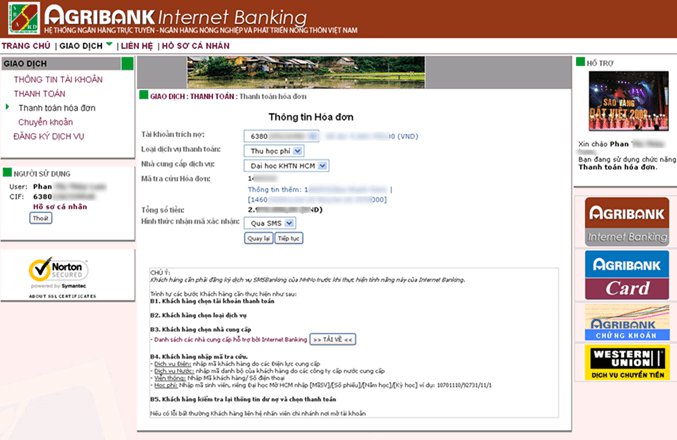 AGRIBANK Internet Banking
HỆ THỐNG NGÂN HÀNG TRỰC TUYẾN - NGÂN HÀNG NÔNG NGHIỆP VÀ PHÁT TRIỂN NÔNG THÔN VIỆT NAM
TRANG CHỦ | GIAO DỊCH | LIÊN HỆ | HỒ SƠ CÁ NHÂN
GIAO DỊCH
THÔNG TIN TÀI KHOẢN
THANH TOÁN
Thanh toán hóa đơn
Chuyển khoản
ĐĂNG KÝ DỊCH VỤ
NGƯỜI SỬ DỤNG
User: Phan
CIF: 6380
Hồ sơ cá nhân
Thoát
Norton
SECURED
powered by Symantec
ABOUT SSL CERTIFICATES
GIAO DỊCH : THANH TOÁN : Thanh toán hóa đơn
Thông tin Hóa đơn
Tài khoản trích nợ: 6380 (VND)
Loại dịch vụ thanh toán: Thu học phí
Nhà cung cấp dịch vụ: Dai hoc KHTN HCM
Mã tra cứu Hóa đơn: 1
Thông tin thêm: 1 |
[1460 000]
Tổng số tiền: 2. (VND)
Hình thức nhận mã xác nhận: Qua SMS
Quay lại Tiếp tục
CHÚ Ý:
Khách hàng cần phải đăng ký dịch vụ SMSBanking của NHNo trước khi thực hiện tính năng này của Internet Banking.
Trình tự các bước Khách hàng cần thực hiện như sau:
B1. Khách hàng chọn tài khoản thanh toán
B2. Khách hàng chọn loại dịch vụ
B3. Khách hàng chọn nhà cung cấp
- Danh sách các nhà cung cấp hỗ trợ bởi Internet Banking >> TẢI VỀ <<
B4. Khách hàng nhập mã tra cứu.
- Dịch vụ Điện: nhập mã khách hàng do các Điện lực cung cấp
- Dịch vụ Nước: nhập mã danh bộ của khách hàng do các công ty cấp nước cung cấp
- Viễn thông: Nhập Mã khách hàng/ Số điện thoại
- Học phí: Nhập mã sinh viên, riêng Đại học Mở HCM nhập [MãSV]/[Số phiếu]/[Năm học]/[Kỳ học] ví dụ: 10701110/92731/11/1
B5. Khách hàng kiểm tra lại thông tin dư nợ và chọn thanh toán
Nếu có lỗi bất thường Khách hàng liên hệ nhân viên chi nhánh nơi mở tài khoản
HỖ TRỢ
SAO VÀNG
ĐẤT VIỆT 2009
Xin chào Phan
Bạn đang sử dụng chức năng
Thanh toán hóa đơn.
AGRIBANK
Internet Banking
AGRIBANK
Card
AGRIBANK
CHỨNG KHOÁN
WESTERN
UNION
DỊCH VỤ CHUYỂN TIỀN